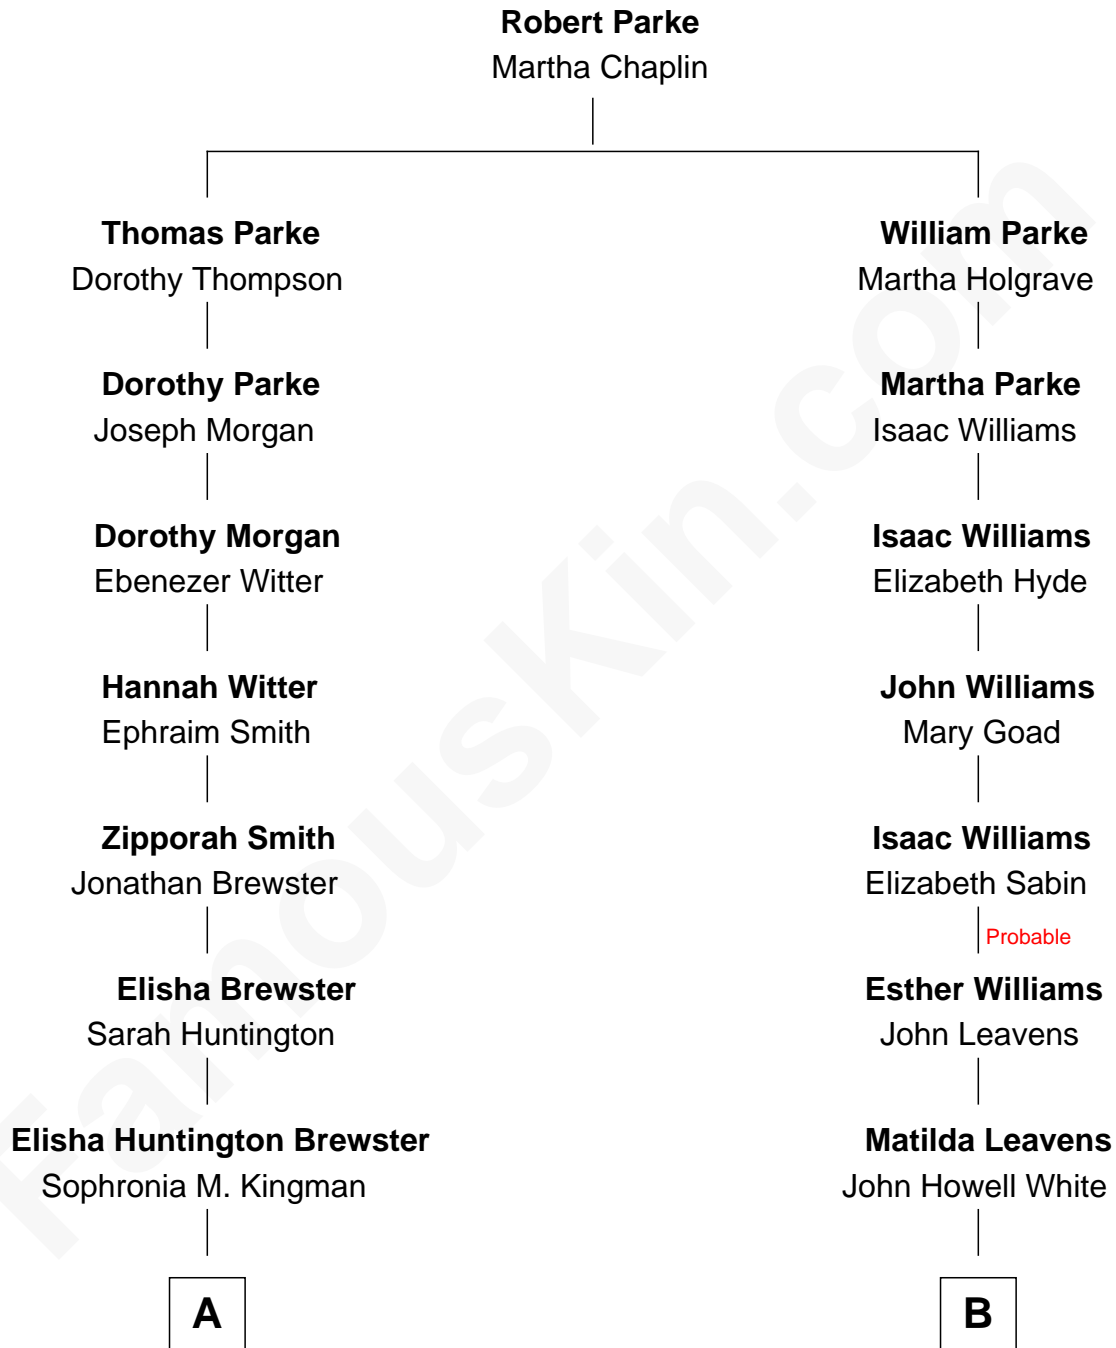 Robert Parke
Martha Chaplin
Thomas Parke
Dorothy Thompson
William Parke
Martha Holgrave
Dorothy Parke
Joseph Morgan
Martha Parke
Isaac Williams
Dorothy Morgan
Ebenezer Witter
Isaac Williams
Elizabeth Hyde
Hannah Witter
Ephraim Smith
John Williams
Mary Goad
Zipporah Smith
Jonathan Brewster
Isaac Williams
Elizabeth Sabin
Probable
Elisha Brewster
Sarah Huntington
Esther Williams
John Leavens
Elisha Huntington Brewster
Sophronia M. Kingman
Matilda Leavens
John Howell White
A
B
FamousKin.com